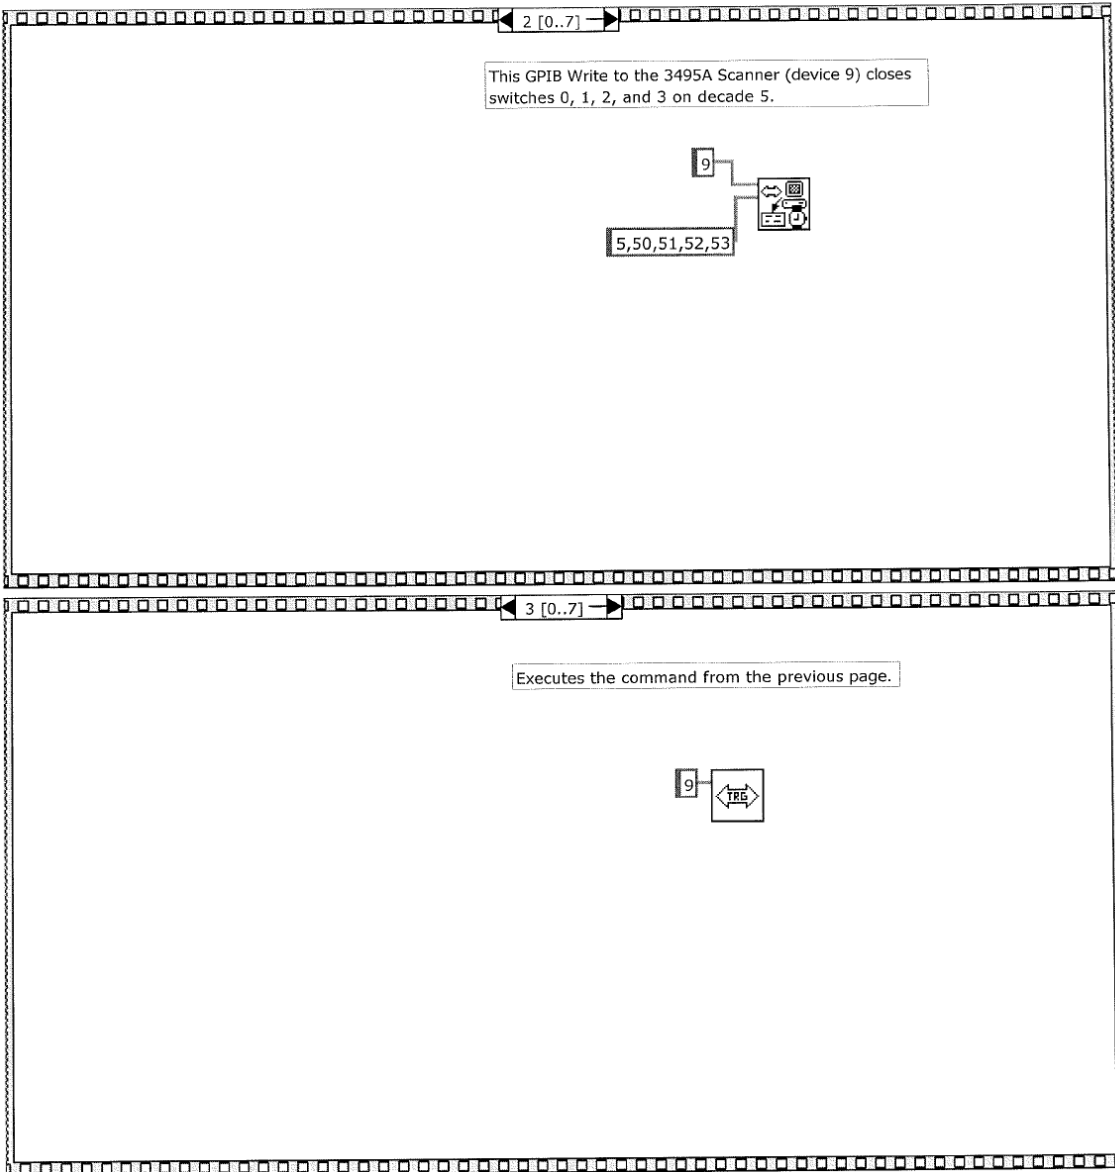 2 [0..7]
This GPIB Write to the 3495A Scanner (device 9) closes
switches 0, 1, 2, and 3 on decade 5.
9
5,50,51,52,53
3 [0..7]
Executes the command from the previous page.
9
TRG